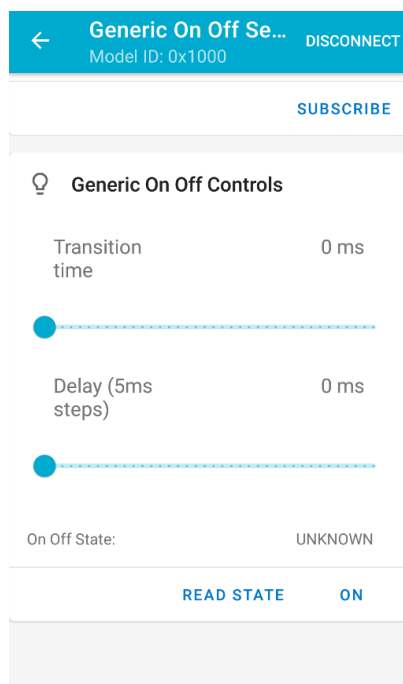 Generic On Off Se...
DISCONNECT
Model ID: 0x1000
SUBSCRIBE
Generic On Off Controls
Transition
time
0 ms
Delay (5ms
steps)
0 ms
On Off State:
UNKNOWN
READ STATE
ON